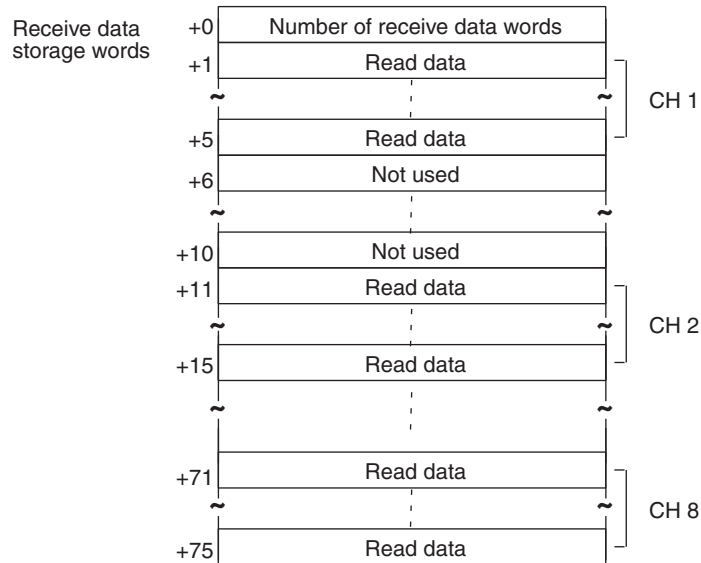 Receive data
storage words
+0 Number of receive data words
+1 Read data
CH 1
+5 Read data
+6 Not used
+10 Not used
+11 Read data
CH 2
+15 Read data
+71 Read data
CH 8
+75 Read data